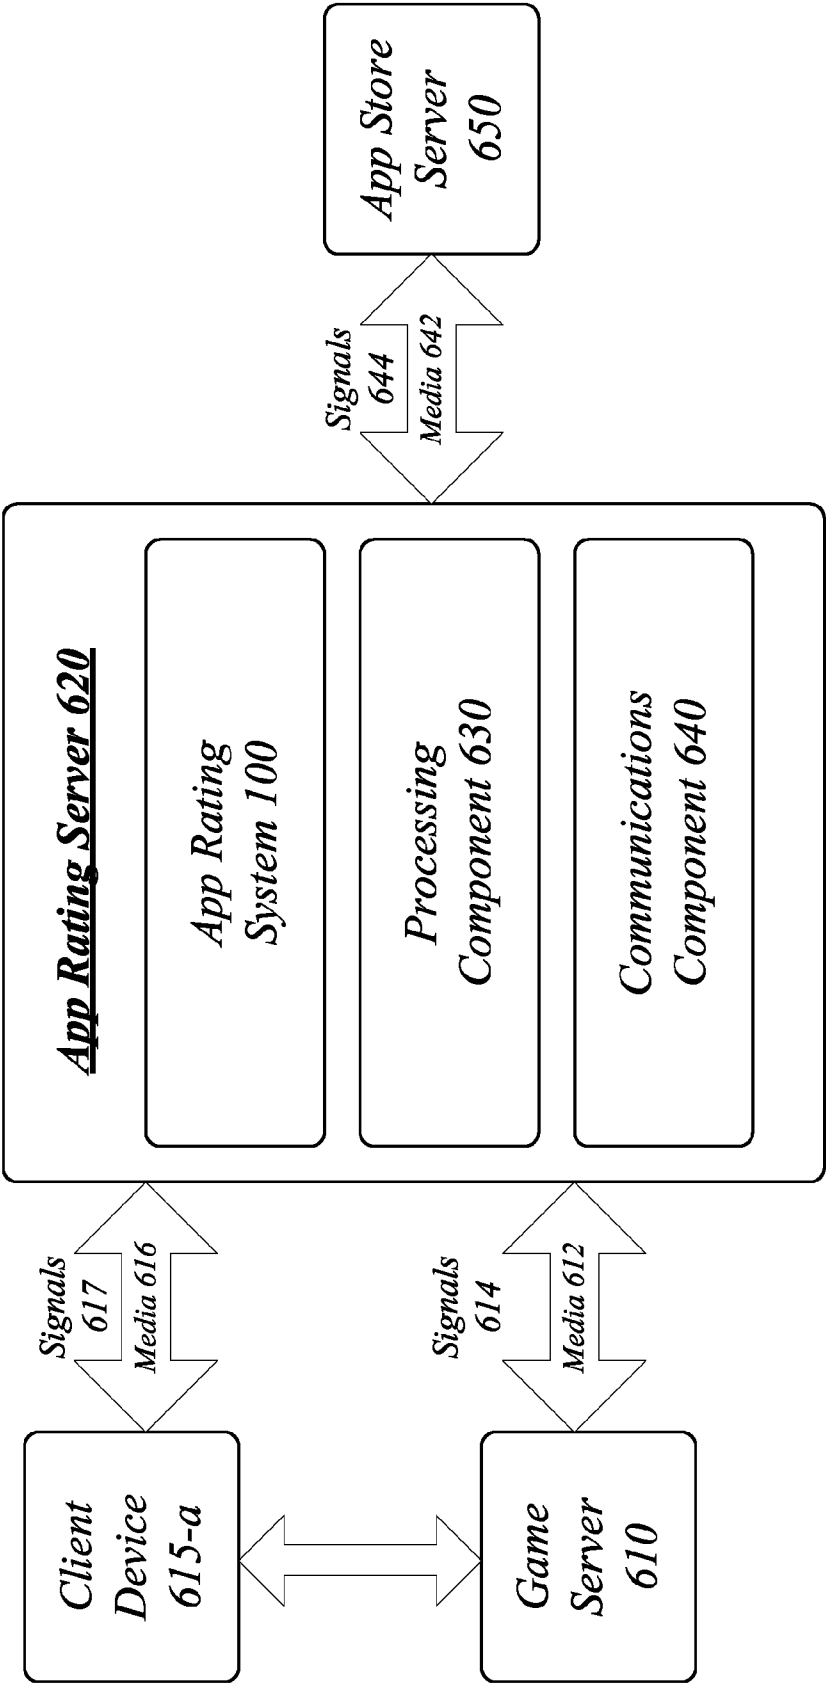 App Rating Server 620
Client
Device
615-a
Signals
617
Media 616
App Rating
System 100
Processing
Component 630
Communications
Component 640
Signals
644
Media 642
App Store
Server
650
Game
Server
610
Signals
614
Media 612